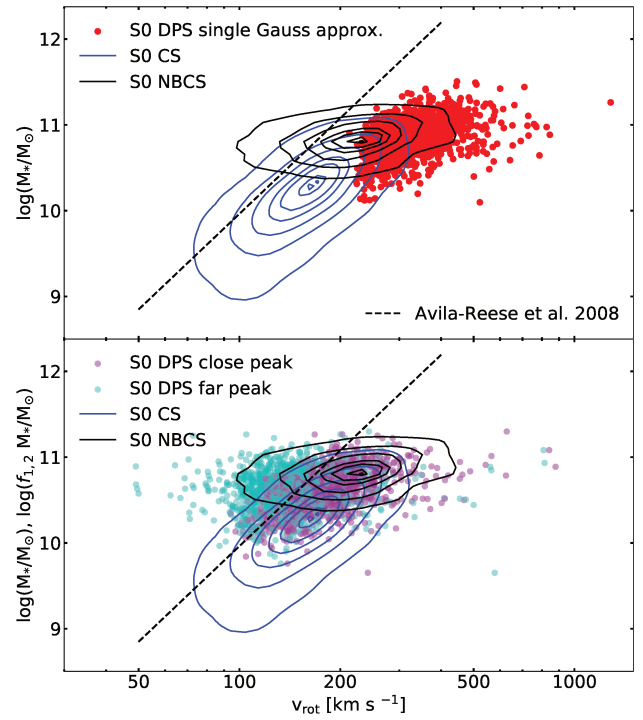 12
11
10
9
log(M*/M⊙)
S0 DPS single Gauss approx.
S0 CS
S0 NBCS
Avila-Reese et al. 2008
12
11
10
9
log(M*/M⊙), log(f1,2 M*/M⊙)
S0 DPS close peak
S0 DPS far peak
S0 CS
S0 NBCS
50 100 200 500 1000
vrot [km s −1]